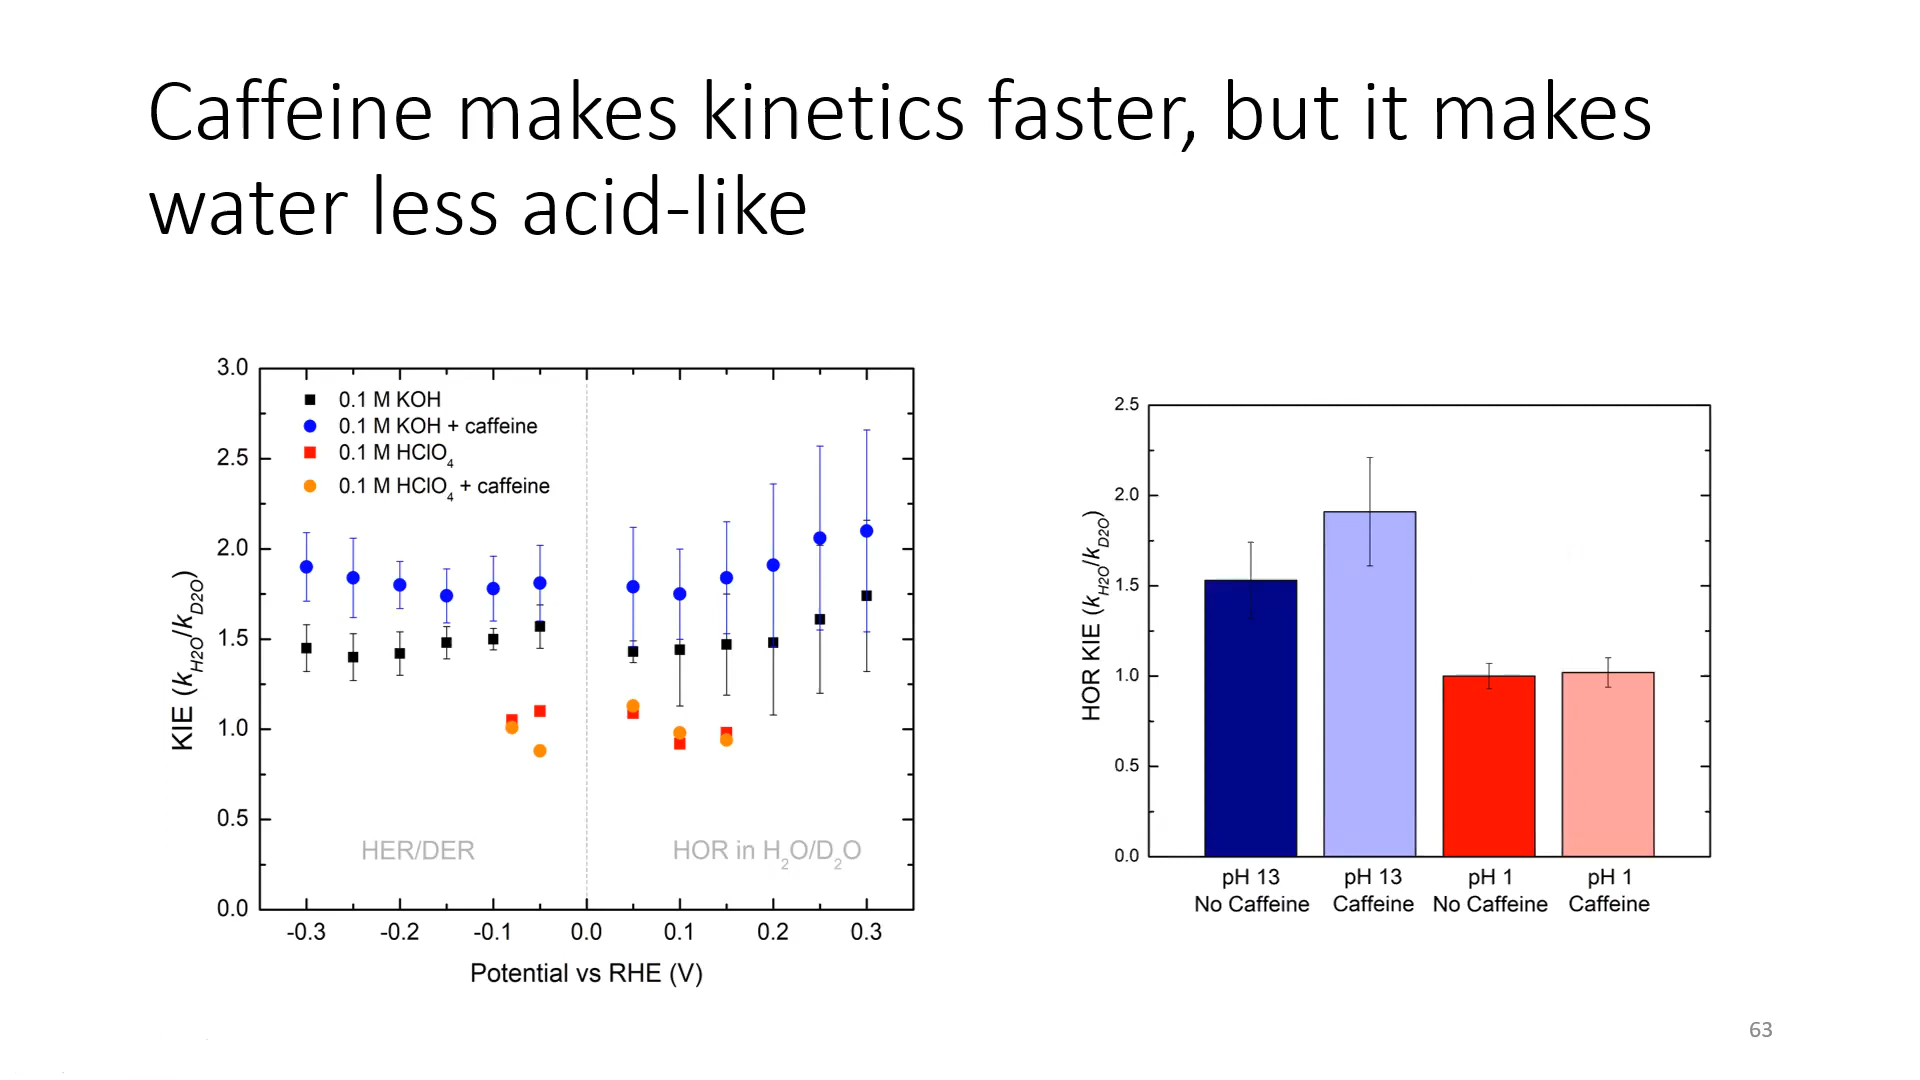 Caffeine makes kinetics faster, but it makes
water less acid-like
3.0
2.5
2.0
1.5
1.0
0.5
0.0
KIE (kH2O/kD2O)
0.1 M KOH
0.1 M KOH + caffeine
0.1 M HClO4
0.1 M HClO4 + caffeine
HER/DER
HOR in H2O/D2O
-0.3 -0.2 -0.1 0.0 0.1 0.2 0.3
Potential vs RHE (V)
2.5
2.0
1.5
1.0
0.5
0.0
HOR KIE (kH2O/kD2O)
pH 13 pH 13 pH 1 pH 1
No Caffeine Caffeine No Caffeine Caffeine
63